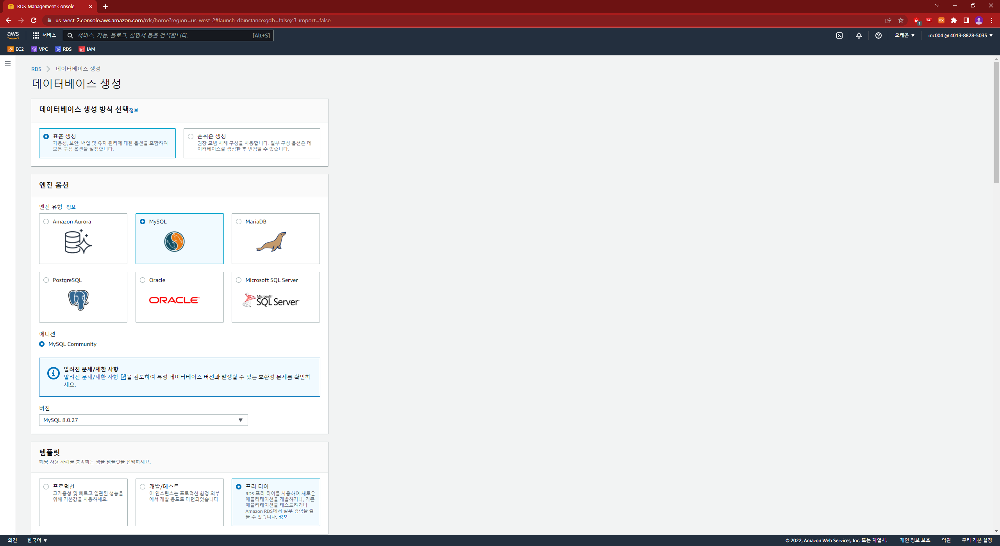 RDS Management Console
us-west-2.console.aws.amazon.com/rds/home?region=us-west-2#launch-dbinstance:gdb=false;s3-import=false
1
EX
aws
서비스
서비스, 기능, 블로그, 설명서 등을 검색합니다.
[Alt+S]
오레곤
mc004 @ 4013-8828-5035
EC2
VPC
RDS
IAM
RDS
데이터베이스 생성
데이터베이스 생성
데이터베이스 생성 방식 선택정보
표준 생성
가용성, 보안, 백업 및 유지 관리에 대한 옵션을 포함하여
모든 구성 옵션을 설정합니다.
손쉬운 생성
권장 모범 사례 구성을 사용합니다. 일부 구성 옵션은 데
이터베이스를 생성한 후 변경할 수 있습니다.
엔진 옵션
엔진 유형 정보
Amazon Aurora
MySQL
MariaDB
PostgreSQL
Oracle
ORACLE
Microsoft SQL Server
Microsoft
SQL Server
에디션
MySQL Community
알려진 문제/제한 사항
알려진 문제/제한 사항 을 검토하여 특정 데이터베이스 버전과 발생할 수 있는 호환성 문제를 확인하
세요.
버전
MySQL 8.0.27
템플릿
해당 사용 사례를 충족하는 샘플 템플릿을 선택하세요.
프로덕션
고가용성 및 빠르고 일관된 성능을
위해 기본값을 사용하세요.
개발/테스트
이 인스턴스는 프로덕션 환경 외부
에서 개발 용도로 마련되었습니다.
프리 티어
RDS 프리 티어를 사용하여 새로운
애플리케이션을 개발하거나, 기존
애플리케이션을 테스트하거나
Amazon RDS에서 실무 경험을 쌓
을 수 있습니다. 정보
의견
한국어
© 2022, Amazon Web Services, Inc. 또는 계열사.
개인 정보 보호
약관
쿠키 기본 설정